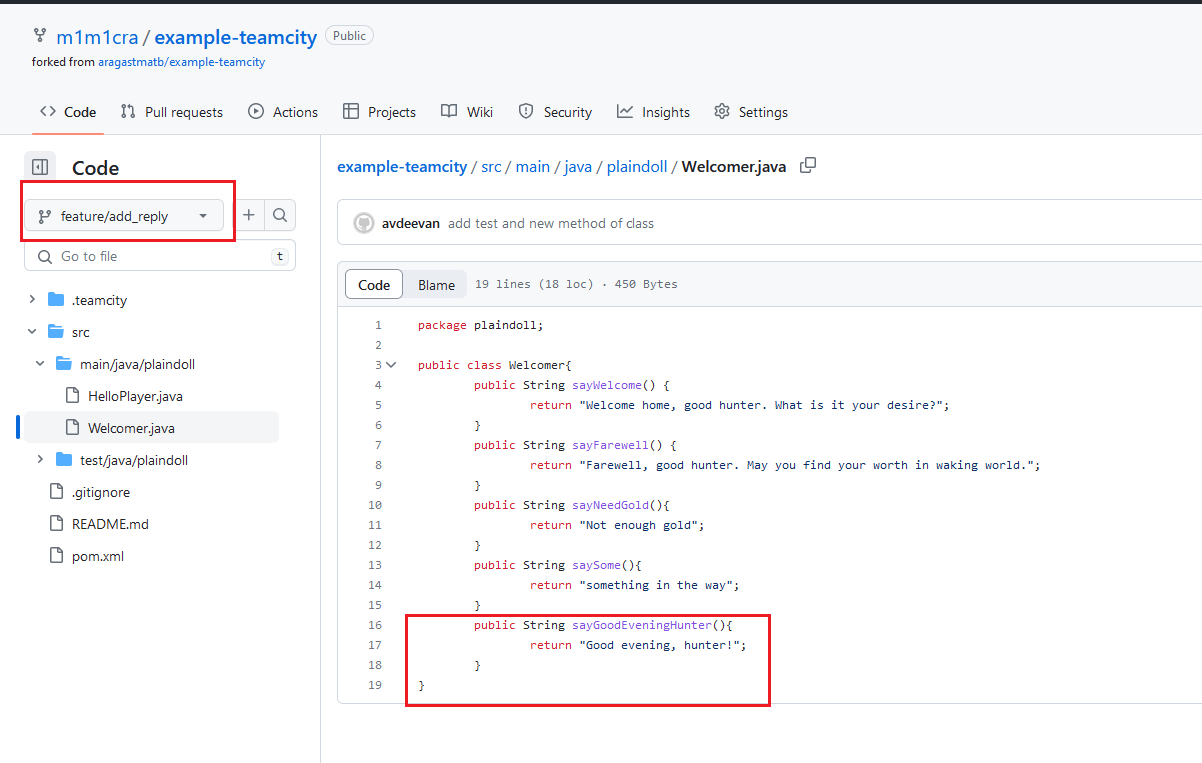 m1m1cra / example-teamcity Public
forked from aragastmatb/example-teamcity
Code Pull requests Actions Projects Wiki Security Insights Settings
Code
feature/add_reply
Go to file t
.teamcity
src
main/java/plaindoll
HelloPlayer.java
Welcomer.java
test/java/plaindoll
.gitignore
README.md
pom.xml
example-teamcity / src / main / java / plaindoll / Welcomer.java
avdeevan add test and new method of class
Code Blame 19 lines (18 loc) · 450 Bytes
1 package plaindoll;
2
3 public class Welcomer{
4 public String sayWelcome() {
5 return "Welcome home, good hunter. What is it your desire?";
6 }
7 public String sayFarewell() {
8 return "Farewell, good hunter. May you find your worth in waking world.";
9 }
10 public String sayNeedGold(){
11 return "Not enough gold";
12 }
13 public String saySome(){
14 return "something in the way";
15 }
16 public String sayGoodEveningHunter(){
17 return "Good evening, hunter!";
18 }
19 }